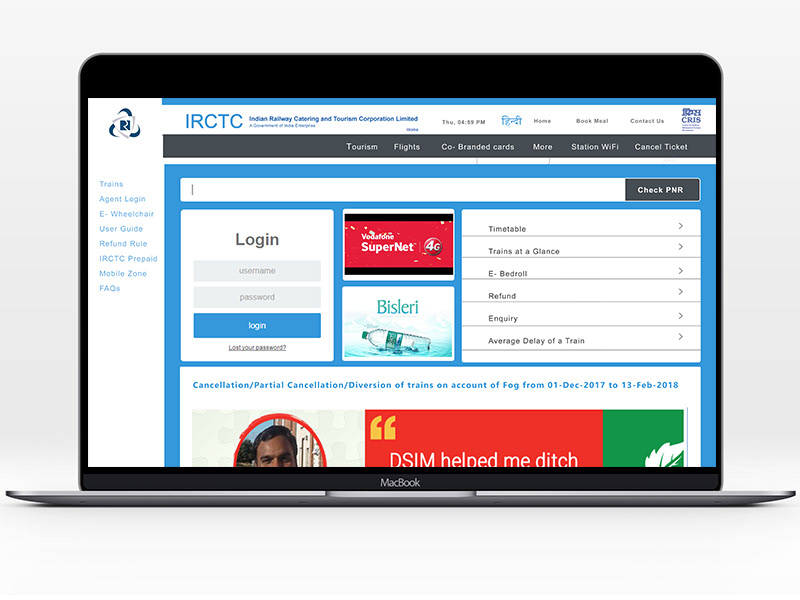 IRCTC Indian Railway Catering and Tourism Corporation Limited
A Government of India Enterprise
Home
Thu, 04:59 PM
हिन्दी
Home
Book Meal
Contact Us
CRIS
Tourism Flights Co- Branded cards More Station WiFi Cancel Ticket
Trains
Agent Login
E- Wheelchair
User Guide
Refund Rule
IRCTC Prepaid
Mobile Zone
FAQs
Check PNR
Login
username
password
login
Lost your password?
Vodafone
SuperNet 4G
Bisleri
Timetable
Trains at a Glance
E- Bedroll
Refund
Enquiry
Average Delay of a Train
Cancellation/Partial Cancellation/Diversion of trains on account of Fog from 01-Dec-2017 to 13-Feb-2018
DSIM helped me ditch
MacBook